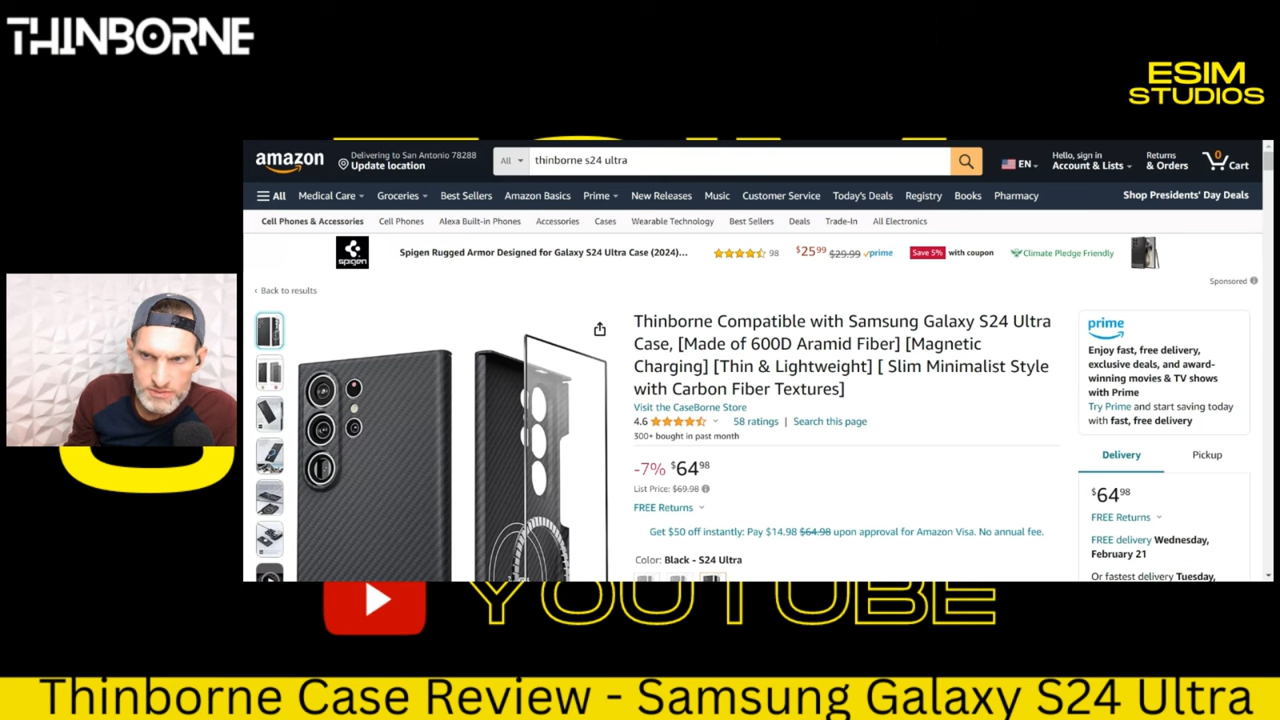 THINBORNE
ESIM
STUDIOS
amazon
Delivering to San Antonio 78288
Update location
All
thinborne s24 ultra
EN
Hello, sign in
Account & Lists
Returns
& Orders
0
Cart
All
Medical Care
Groceries
Best Sellers
Amazon Basics
Prime
New Releases
Music
Customer Service
Today's Deals
Registry
Books
Pharmacy
Shop Presidents' Day Deals
Cell Phones & Accessories
Cell Phones
Alexa Built-in Phones
Accessories
Cases
Wearable Technology
Best Sellers
Deals
Trade-In
All Electronics
spigen
Spigen Rugged Armor Designed for Galaxy S24 Ultra Case (2024)...
98
$25.99 $29.99 prime
Save 5% with coupon
Climate Pledge Friendly
Sponsored
‹ Back to results
Thinborne Compatible with Samsung Galaxy S24 Ultra
Case, [Made of 600D Aramid Fiber] [Magnetic
Charging] [Thin & Lightweight] [ Slim Minimalist Style
with Carbon Fiber Textures]
Visit the CaseBorne Store
4.6
58 ratings | Search this page
300+ bought in past month
-7% $64.98
List Price: $69.98
FREE Returns
Get $50 off instantly: Pay $14.98 $64.98 upon approval for Amazon Visa. No annual fee.
Color: Black - S24 Ultra
prime
Enjoy fast, free delivery,
exclusive deals, and award-
winning movies & TV shows
with Prime
Try Prime and start saving today
with fast, free delivery
Delivery
Pickup
$64.98
FREE Returns
FREE delivery Wednesday,
February 21
Or fastest delivery Tuesday,
YOUTUBE
Thinborne Case Review - Samsung Galaxy S24 Ultra